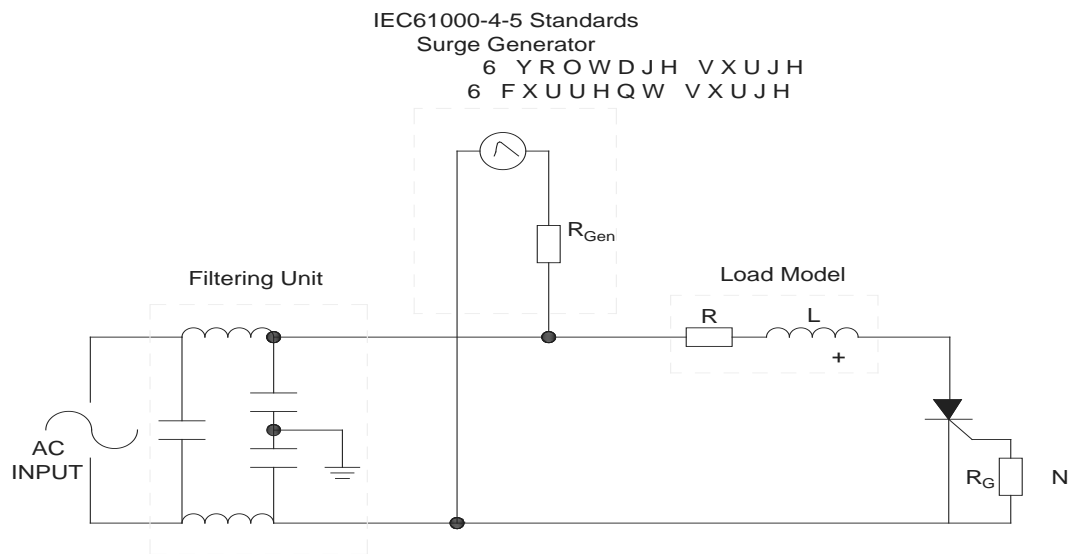 IEC61000-4-5 Standards
Surge Generator
6 YROWDJH VXUJH
6 FXUUHQW VXUJH
RGen
Filtering Unit
Load Model
R
L
+
AC
INPUT
RG
N